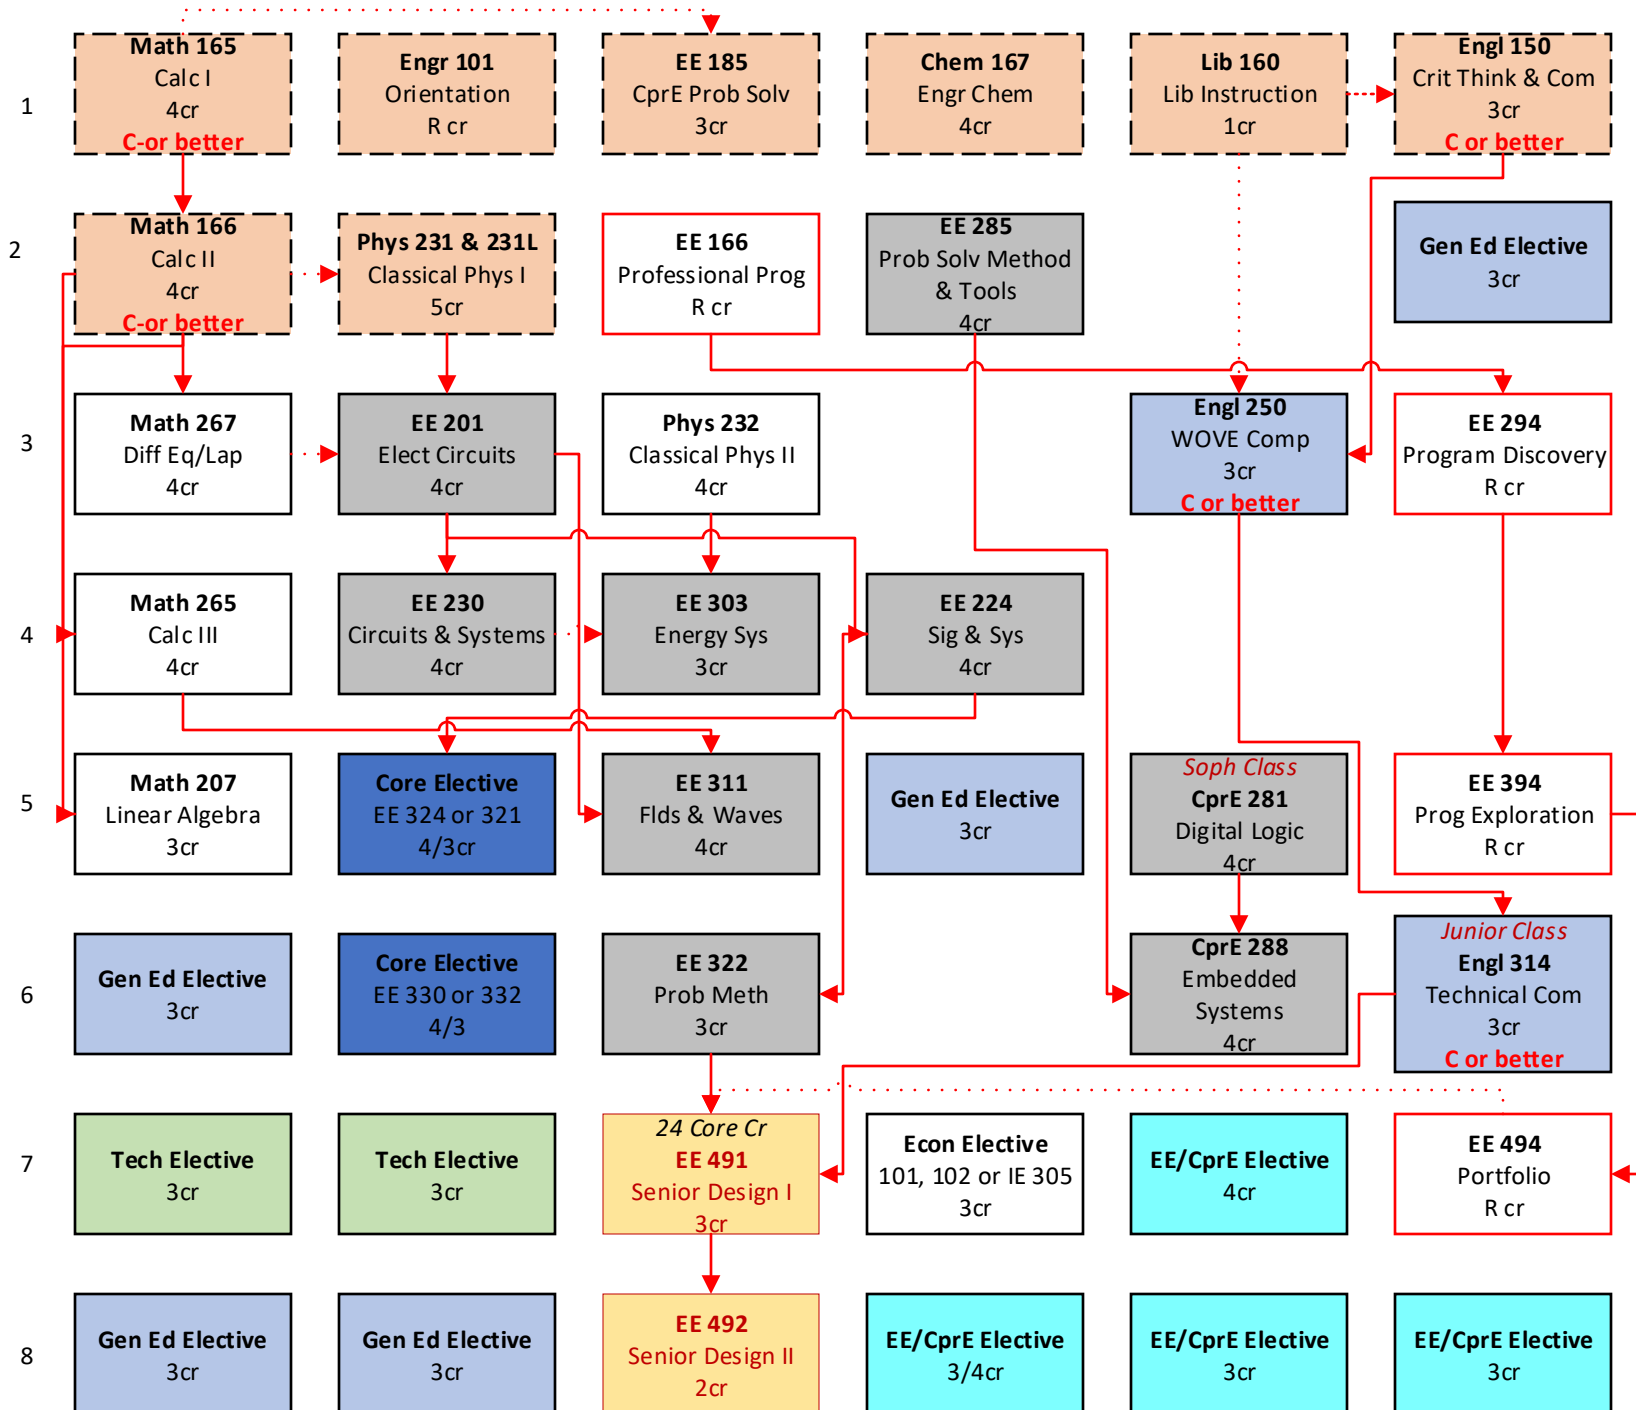 1
Math 165
Calc I
4cr
C-or better
Engr 101
Orientation
R cr
EE 185
CprE Prob Solv
3cr
Chem 167
Engr Chem
4cr
Lib 160
Lib Instruction
1cr
Engl 150
Crit Think & Com
3cr
C or better
2
Math 166
Calc II
4cr
C-or better
Phys 231 & 231L
Classical Phys I
5cr
EE 166
Professional Prog
R cr
EE 285
Prob Solv Method
& Tools
4cr
Gen Ed Elective
3cr
3
Math 267
Diff Eq/Lap
4cr
EE 201
Elect Circuits
4cr
Phys 232
Classical Phys II
4cr
Engl 250
WOVE Comp
3cr
C or better
EE 294
Program Discovery
R cr
4
Math 265
Calc III
4cr
EE 230
Circuits & Systems
4cr
EE 303
Energy Sys
3cr
EE 224
Sig & Sys
4cr
5
Math 207
Linear Algebra
3cr
Core Elective
EE 324 or 321
4/3cr
EE 311
Flds & Waves
4cr
Gen Ed Elective
3cr
Soph Class
CprE 281
Digital Logic
4cr
EE 394
Prog Exploration
R cr
6
Gen Ed Elective
3cr
Core Elective
EE 330 or 332
4/3
EE 322
Prob Meth
3cr
CprE 288
Embedded
Systems
4cr
Junior Class
Engl 314
Technical Com
3cr
C or better
7
Tech Elective
3cr
Tech Elective
3cr
24 Core Cr
EE 491
Senior Design I
3cr
Econ Elective
101, 102 or IE 305
3cr
EE/CprE Elective
4cr
EE 494
Portfolio
R cr
8
Gen Ed Elective
3cr
Gen Ed Elective
3cr
EE 492
Senior Design II
2cr
EE/CprE Elective
3/4cr
EE/CprE Elective
3cr
EE/CprE Elective
3cr